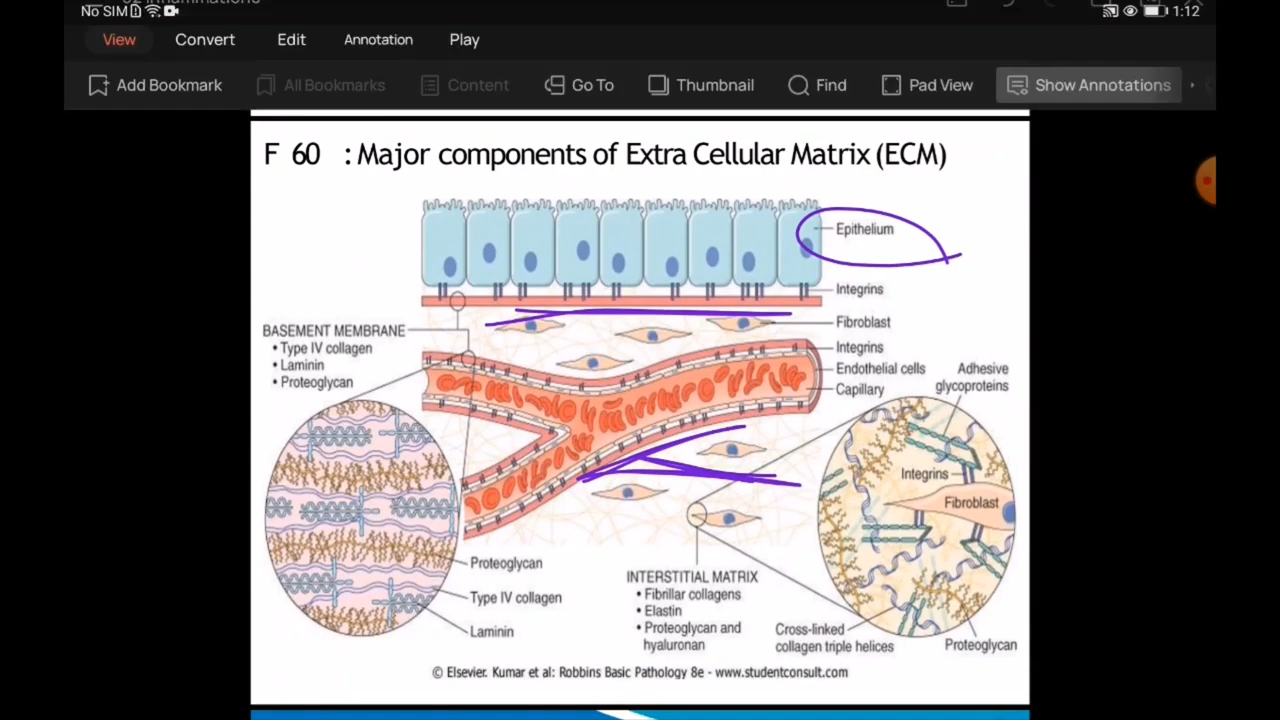 No SIM 1:12
View Convert Edit Annotation Play
Add Bookmark All Bookmarks Content Go To Thumbnail Find Pad View Show Annotations
F 60 : Major components of Extra Cellular Matrix (ECM)
Epithelium
Integrins
Fibroblast
Integrins
Endothelial cells
Capillary
BASEMENT MEMBRANE
• Type IV collagen
• Laminin
• Proteoglycan
Adhesive
glycoproteins
Integrins
Fibroblast
Proteoglycan
Type IV collagen
Laminin
INTERSTITIAL MATRIX
• Fibrillar collagens
• Elastin
• Proteoglycan and
hyaluronan
Cross-linked
collagen triple helices
Proteoglycan
© Elsevier. Kumar et al: Robbins Basic Pathology 8e - www.studentconsult.com